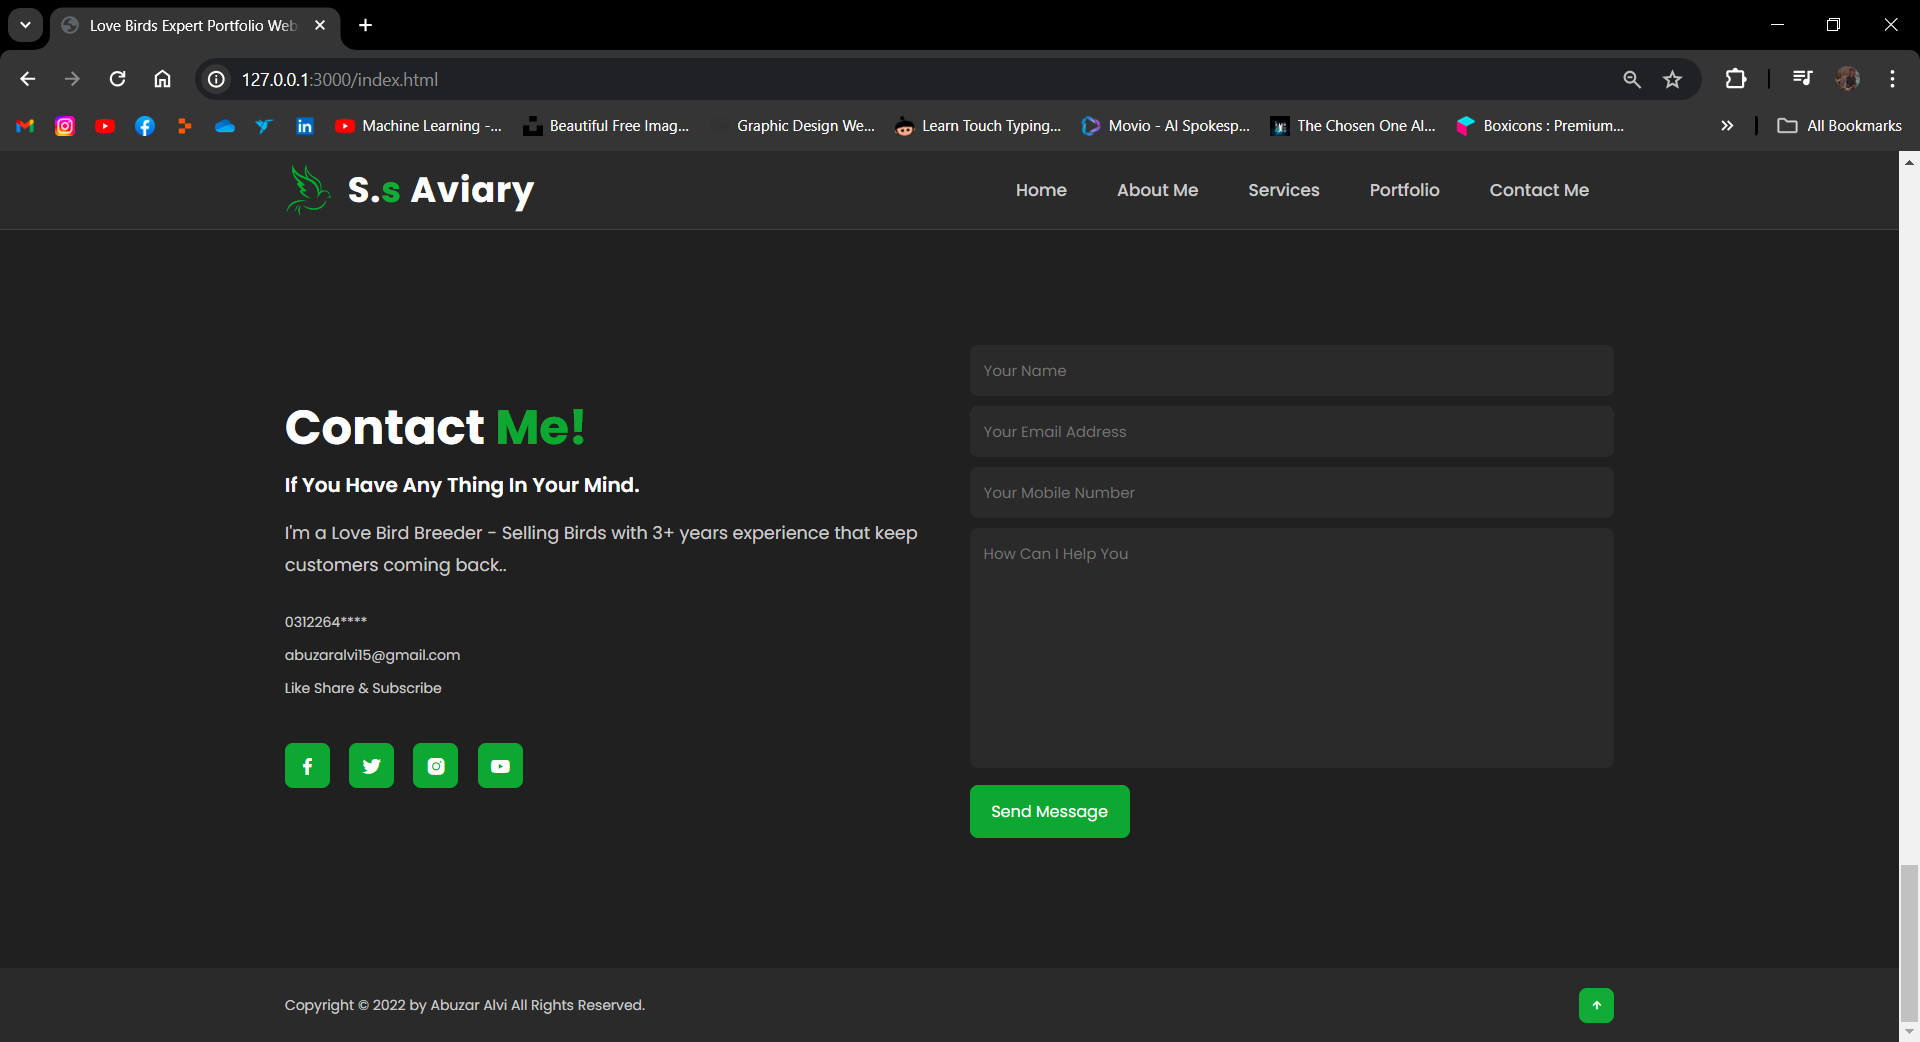 Love Birds Expert Portfolio Web
127.0.0.1:3000/index.html
Machine Learning -... Beautiful Free Imag... Graphic Design We... Learn Touch Typing... Movio - AI Spokesp... The Chosen One Al... Boxicons : Premium... All Bookmarks
S.s Aviary Home About Me Services Portfolio Contact Me
Contact Me!
If You Have Any Thing In Your Mind.
I'm a Love Bird Breeder - Selling Birds with 3+ years experience that keep
customers coming back..
0312264****
abuzaralvi15@gmail.com
Like Share & Subscribe
Your Name
Your Email Address
Your Mobile Number
How Can I Help You
Send Message
Copyright © 2022 by Abuzar Alvi All Rights Reserved.